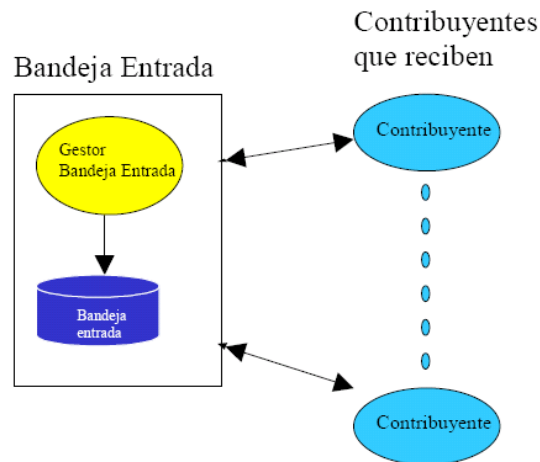 Contribuyentes
que reciben
Bandeja Entrada
Contribuyente
Gestor
Bandeja Entrada
Bandeja
entrada
Contribuyente